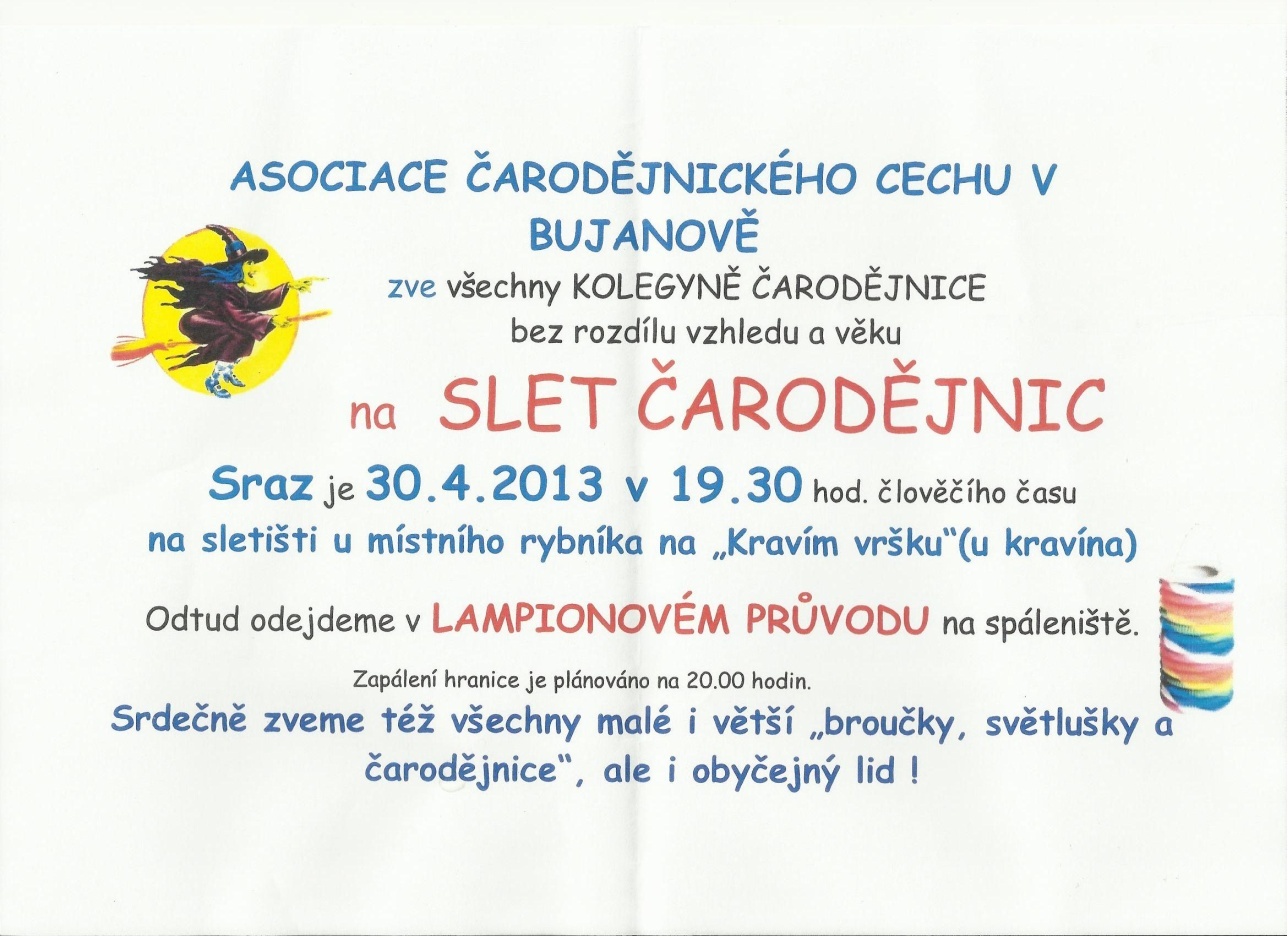 ASOCIACE ČARODĚJNICKÉHO CECHU V
BUJANOVĚ
zve všechny KOLEGYNĚ ČARODĚJNICE
bez rozdílu vzhledu a věku
na SLET ČARODĚJNIC
Sraz je 30.4.2013 v 19.30 hod. člověčího času
na sletišti u místního rybníka na „Kravím vršku“(u kravína)
Odtud odejdeme v LAMPIONOVÉM PRŮVODU na spáleniště.
Zapálení hranice je plánováno na 20.00 hodin.
Srdečně zveme též všechny malé i větší „broučky, světlušky a
čarodějnice“, ale i obyčejný lid !